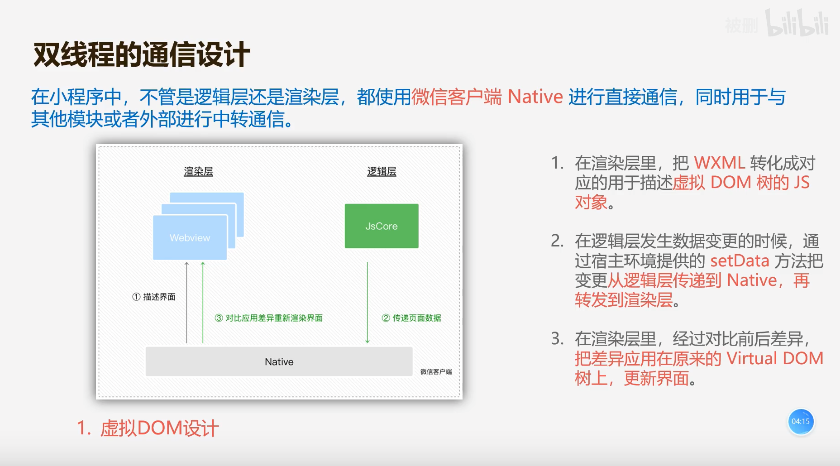 bilibili
双线程的通信设计
在小程序中，不管是逻辑层还是渲染层，都使用微信客户端 Native 进行直接通信，同时用于与
其他模块或者外部进行中转通信。
渲染层
逻辑层
Webview
JsCore
① 描述界面
③ 对比应用差异重新渲染界面
② 传递页面数据
Native
微信客户端
1. 虚拟DOM设计
1. 在渲染层里，把 WXML 转化成对
应的用于描述虚拟 DOM 树的 JS
对象。
2. 在逻辑层发生数据变更的时候，通
过宿主环境提供的 setData 方法把
变更从逻辑层传递到 Native，再
转发到渲染层。
3. 在渲染层里，经过对比前后差异，
把差异应用在原来的 Virtual DOM
树上，更新界面。
04:15